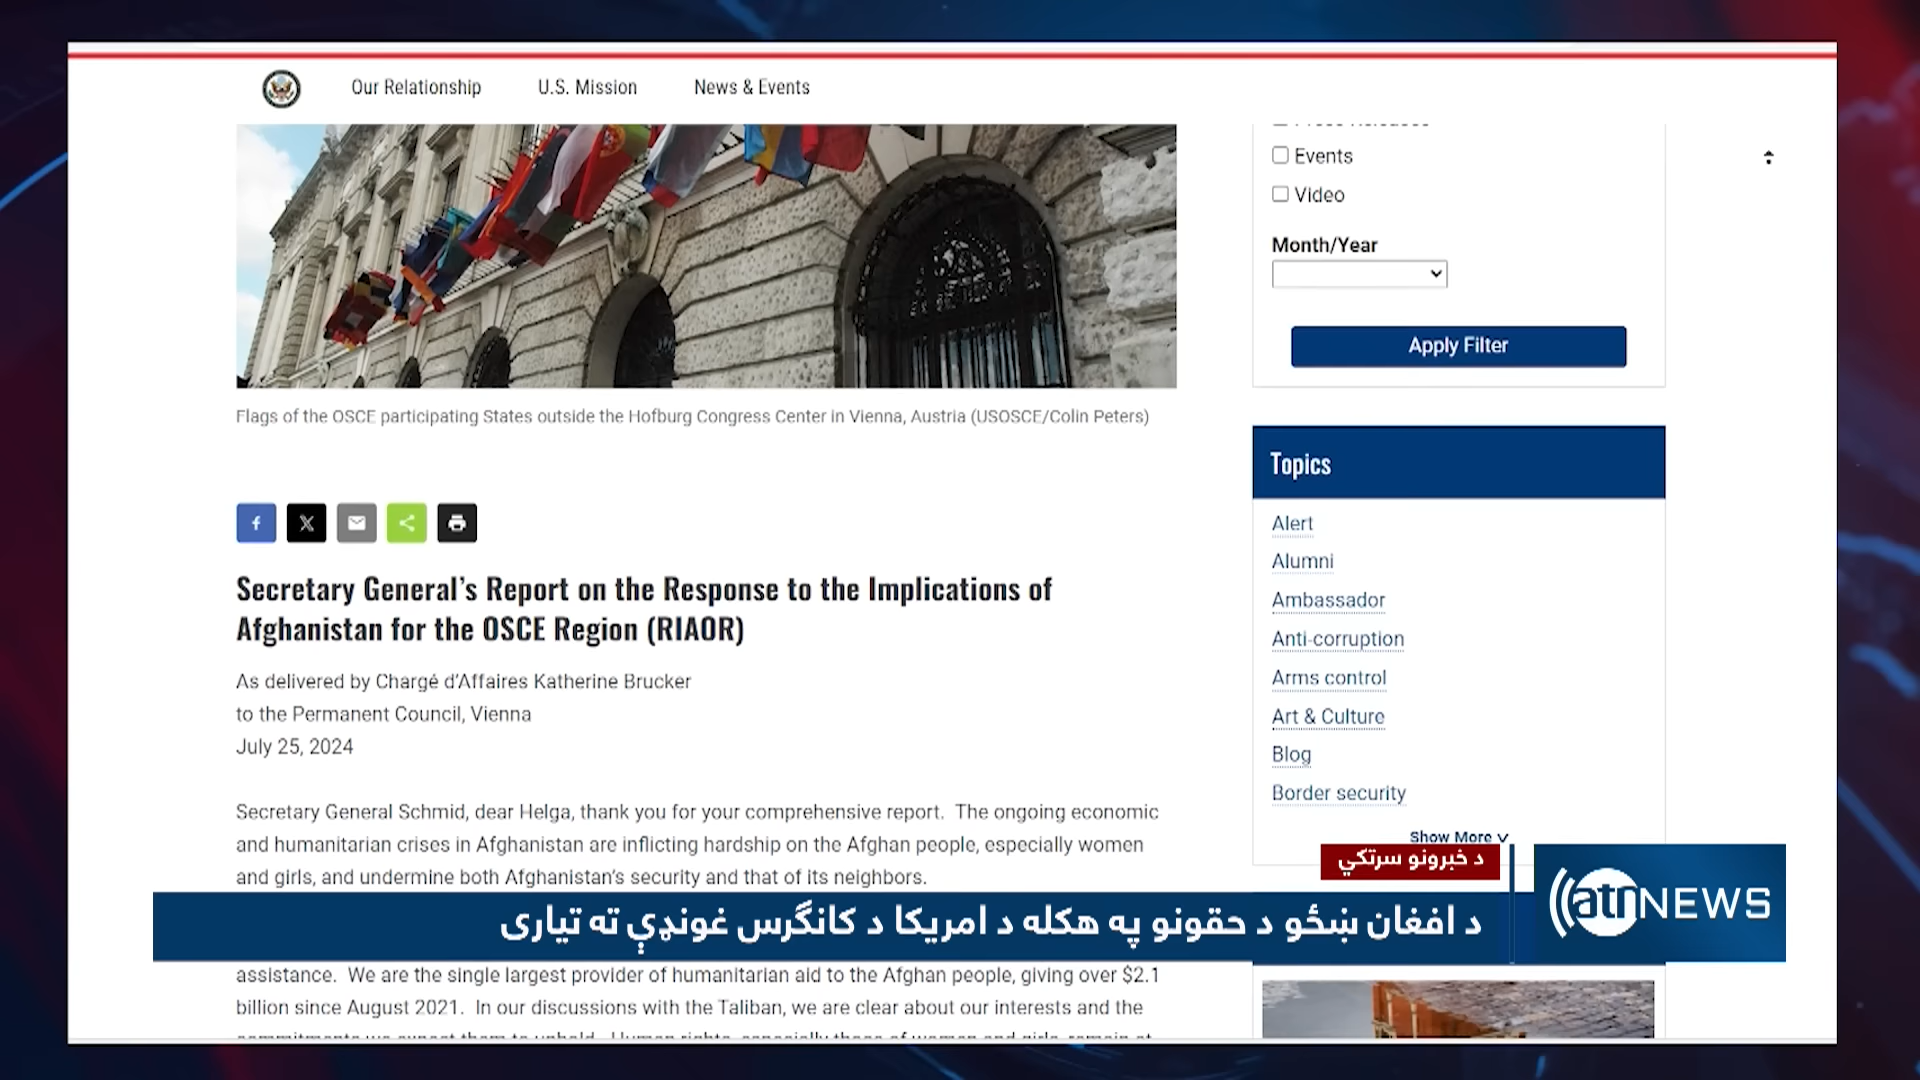 Our Relationship
U.S. Mission
News & Events
Events
Video
Month/Year
Apply Filter
Flags of the OSCE participating States outside the Hofburg Congress Center in Vienna, Austria (USOSCE/Colin Peters)
Secretary General's Report on the Response to the Implications of
Afghanistan for the OSCE Region (RIAOR)
As delivered by Chargé d'Affaires Katherine Brucker
to the Permanent Council, Vienna
July 25, 2024
Secretary General Schmid, dear Helga, thank you for your comprehensive report. The ongoing economic
and humanitarian crises in Afghanistan are inflicting hardship on the Afghan people, especially women
and girls, and undermine both Afghanistan's security and that of its neighbors.
assistance. We are the single largest provider of humanitarian aid to the Afghan people, giving over $2.1
billion since August 2021. In our discussions with the Taliban, we are clear about our interests and the
Topics
Alert
Alumni
Ambassador
Anti-corruption
Arms control
Art & Culture
Blog
Border security
Show More
د خبرونو سرتکي
د افغان ښځو د حقونو په هکله د امریکا د کانګرس غونډې ته تیاری
atn NEWS